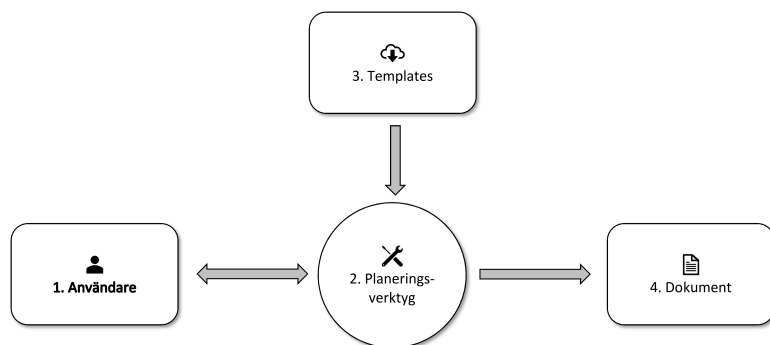 3. Templates
1. Användare
2. Planerings-
verktyg
4. Dokument